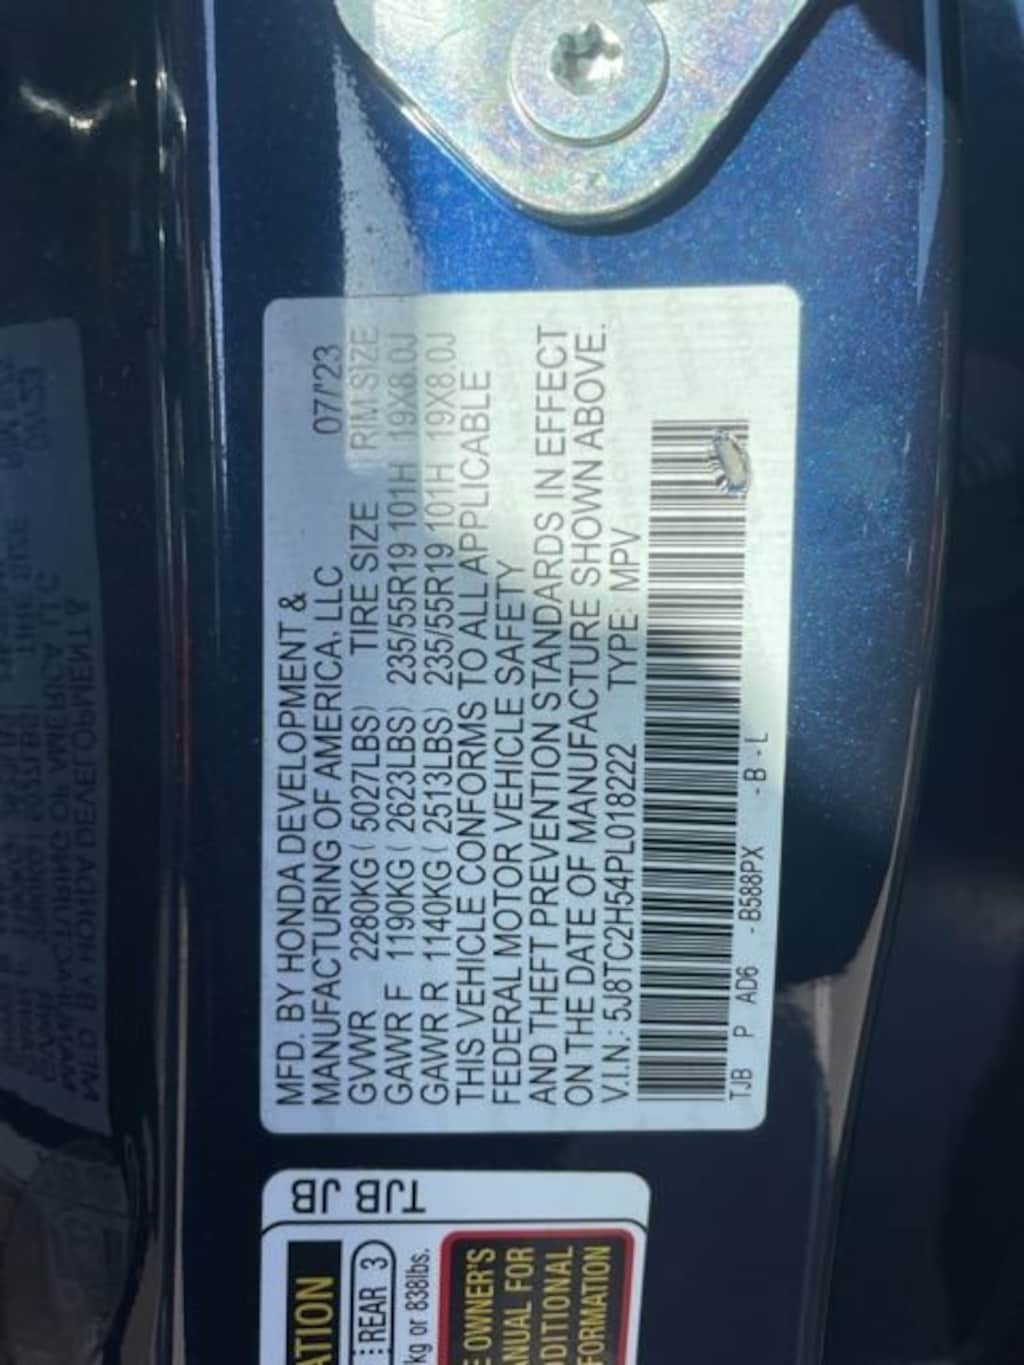 MFD. BY HONDA DEVELOPMENT &
MANUFACTURING OF AMERICA, LLC 07/'23
GVWR 2280KG ( 5027LBS) TIRE SIZE RIM SIZE
GAWR F 1190KG ( 2623LBS) 235/55R19 101H 19X8.0J
GAWR R 1140KG ( 2513LBS) 235/55R19 101H 19X8.0J
THIS VEHICLE CONFORMS TO ALL APPLICABLE
FEDERAL MOTOR VEHICLE SAFETY
AND THEFT PREVENTION STANDARDS IN EFFECT
ON THE DATE OF MANUFACTURE SHOWN ABOVE.
V.I.N.: 5J8TC2H54PL018222 TYPE: MPV
TJB P AD6 - B588PX - B - L
TJB JB
TJB
REAR 3
kg or 838lbs.
OWNER'S
FOR